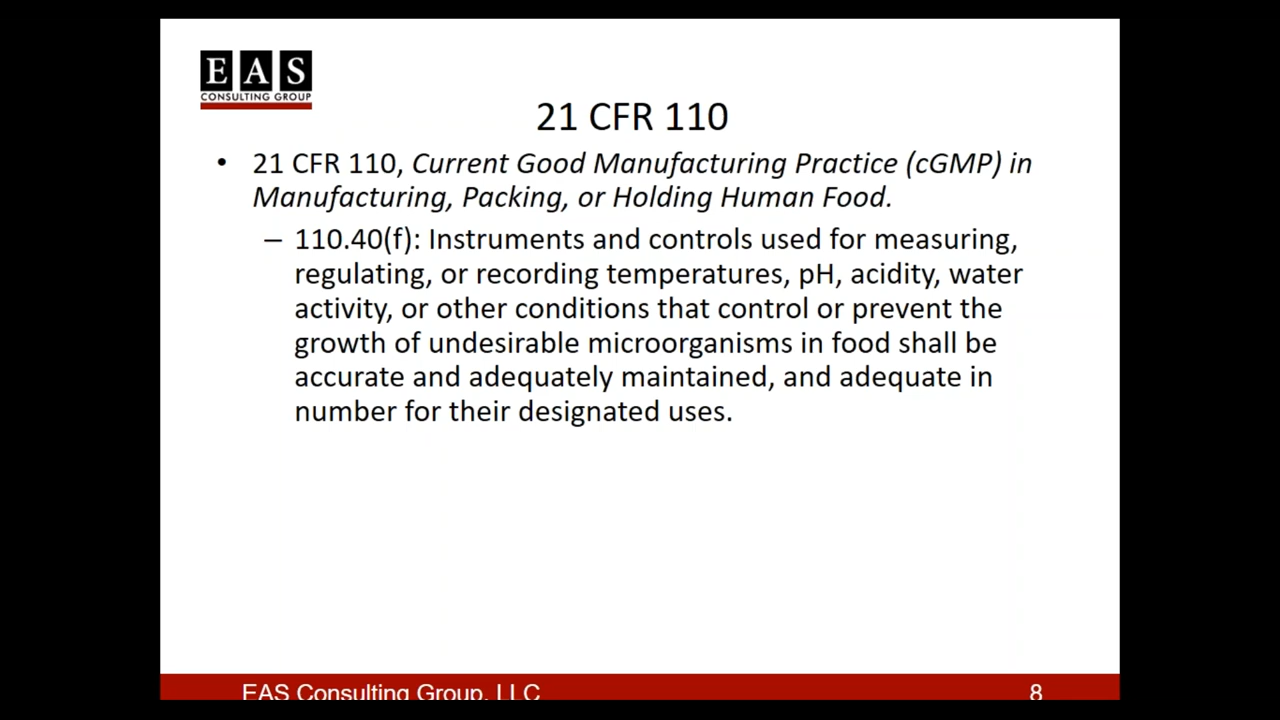 EAS
CONSULTING GROUP
21 CFR 110
• 21 CFR 110, Current Good Manufacturing Practice (cGMP) in
Manufacturing, Packing, or Holding Human Food.
– 110.40(f): Instruments and controls used for measuring,
regulating, or recording temperatures, pH, acidity, water
activity, or other conditions that control or prevent the
growth of undesirable microorganisms in food shall be
accurate and adequately maintained, and adequate in
number for their designated uses.
EAS Consulting Group, LLC 8